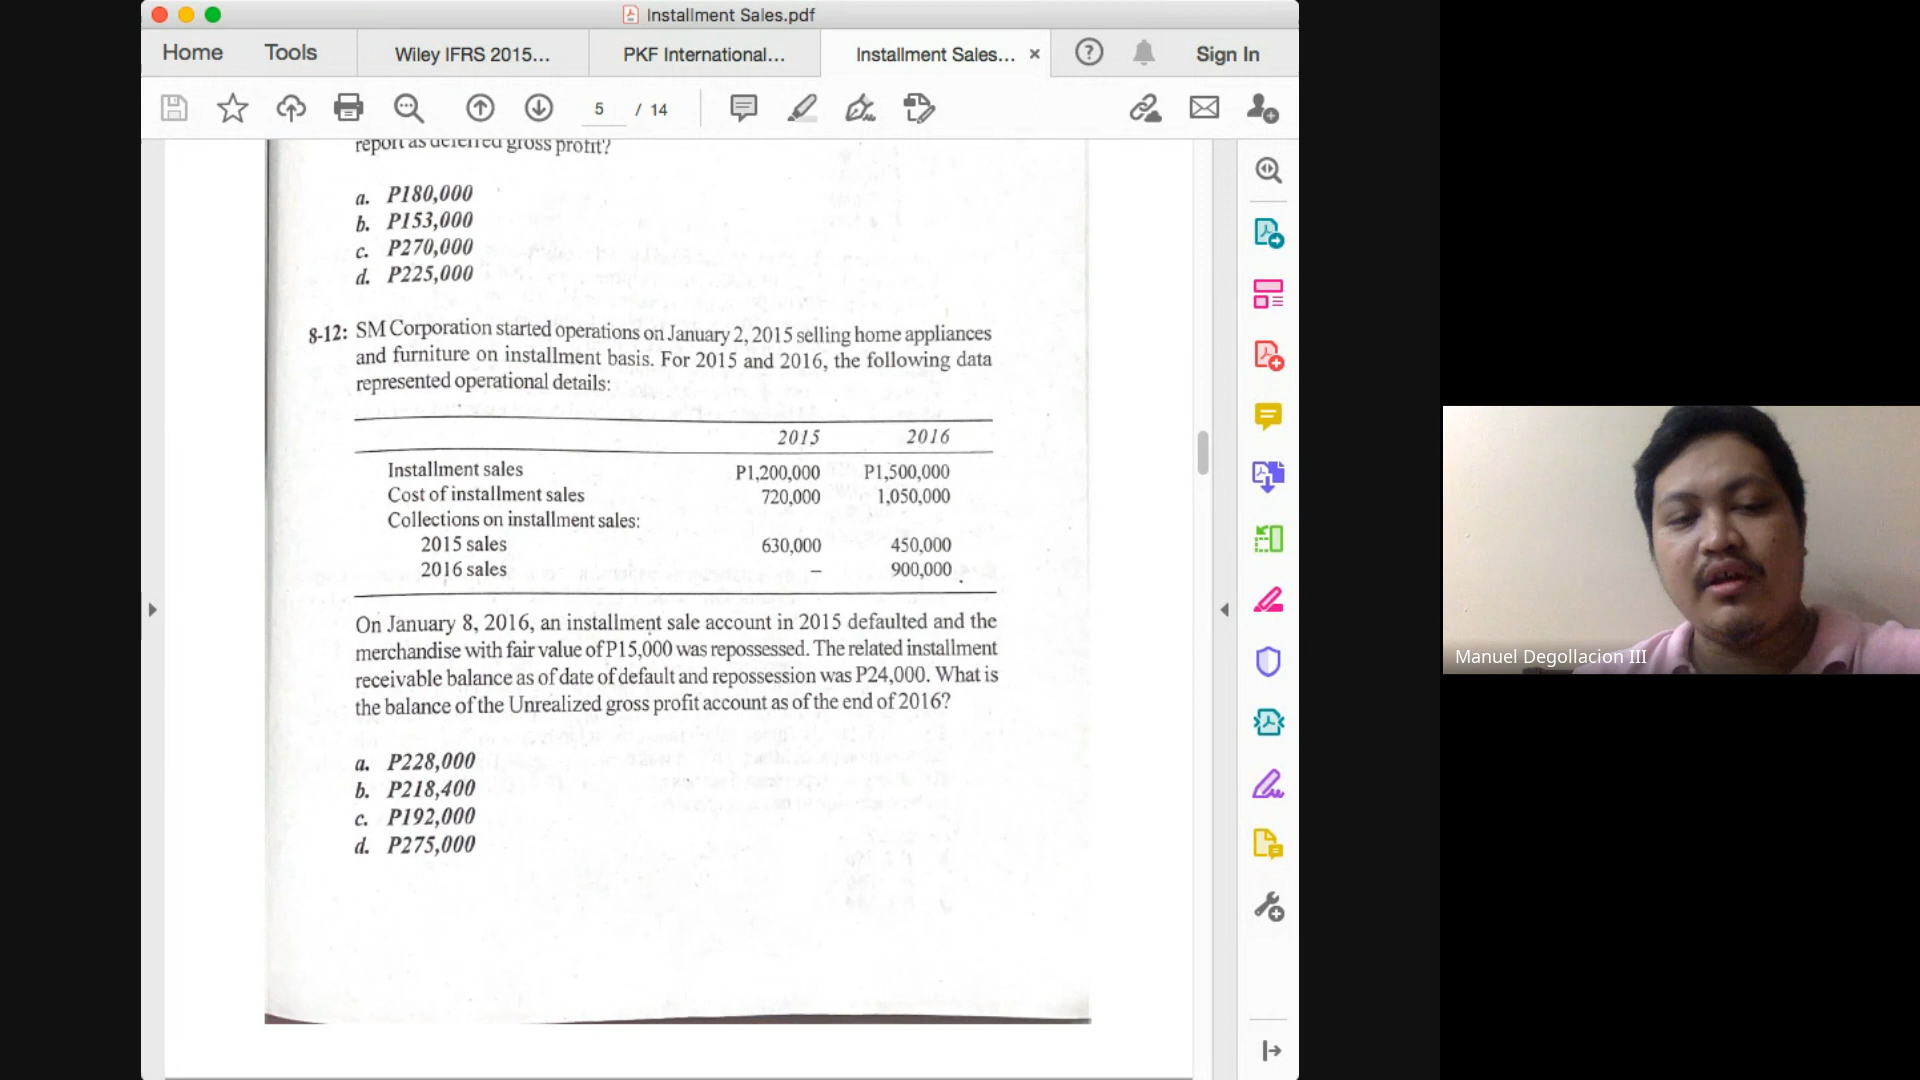 Installment Sales.pdf
Home
Tools
Wiley IFRS 2015...
PKF International...
Installment Sales...
Sign In
5 / 14
report as deferred gross profit?
a. P180,000
b. P153,000
c. P270,000
d. P225,000
8-12: SM Corporation started operations on January 2, 2015 selling home appliances
and furniture on installment basis. For 2015 and 2016, the following data
represented operational details:
2015 2016
Installment sales P1,200,000 P1,500,000
Cost of installment sales 720,000 1,050,000
Collections on installment sales:
2015 sales 630,000 450,000
2016 sales – 900,000
On January 8, 2016, an installment sale account in 2015 defaulted and the
merchandise with fair value of P15,000 was repossessed. The related installment
receivable balance as of date of default and repossession was P24,000. What is
the balance of the Unrealized gross profit account as of the end of 2016?
a. P228,000
b. P218,400
c. P192,000
d. P275,000
Manuel Degollacion III